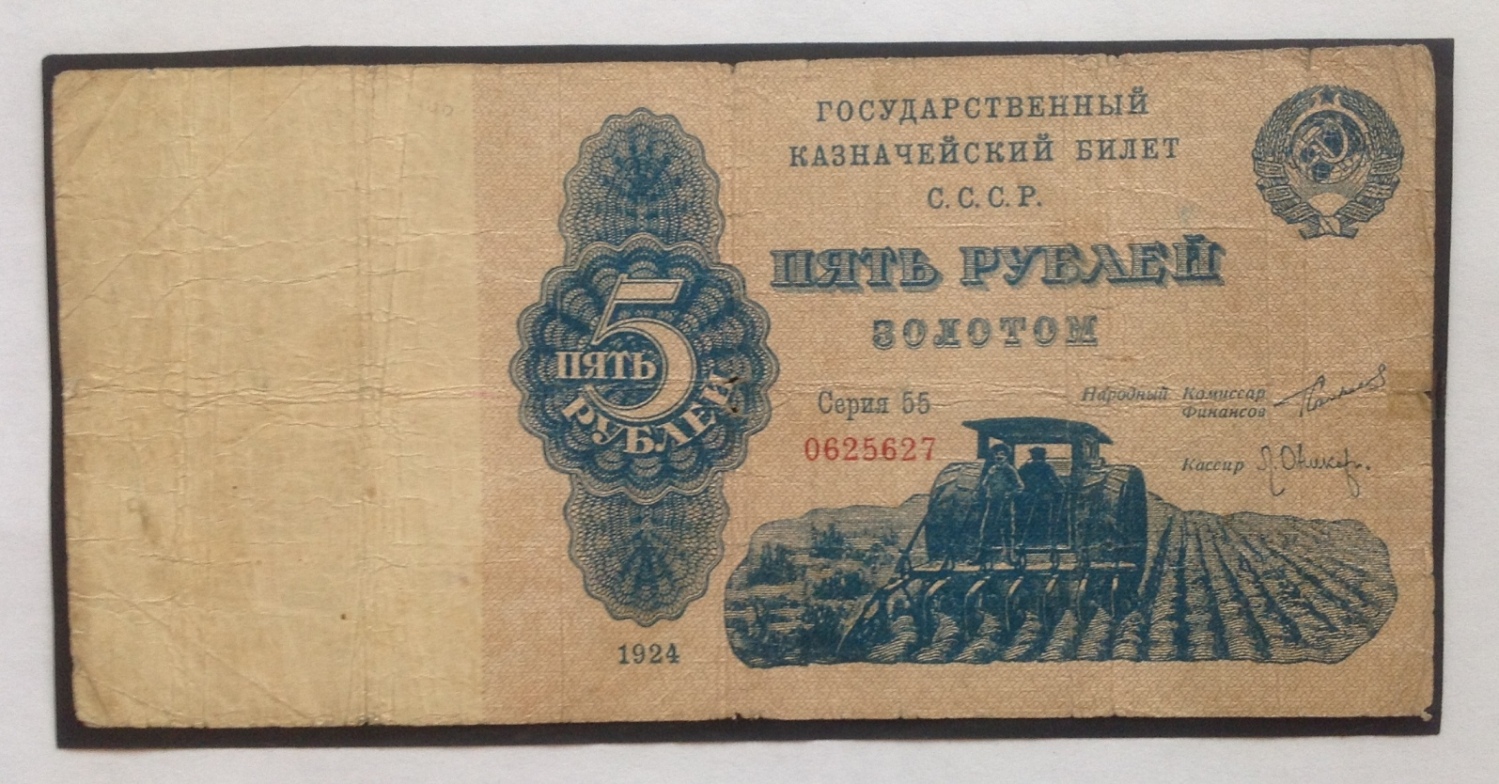 ГОСУДАРСТВЕННЫЙ
КАЗНАЧЕЙСКИЙ БИЛЕТ
С.С.С.Р.
ПЯТЬ РУБЛЕЙ
ЗОЛОТОМ
5
ПЯТЬ
РУБЛЕЙ
Серия 55
0625627
Народный Комиссар
Финансов
Кассир
1924